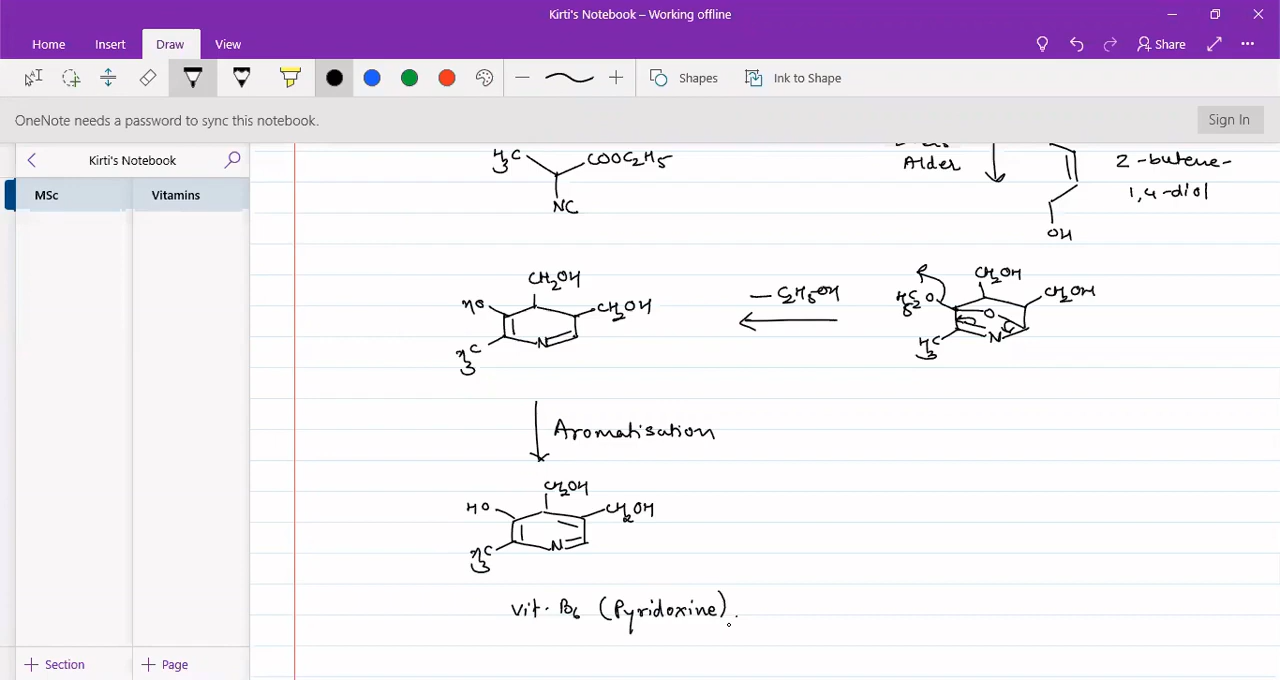 Kirti's Notebook – Working offline
Home Insert Draw View Share
Shapes Ink to Shape
OneNote needs a password to sync this notebook. Sign In
Kirti's Notebook
MSc Vitamins
H3C COOC2H5
NC
Alder
2-butene-
1,4-diol
OH
CH2OH
HO CH2OH
H3C N
– C2H5OH
CH2OH
H5C2O O CH2OH
H3C N
Aromatisation
CH2OH
HO CH2OH
H3C N
Vit. B6 (Pyridoxine).
Section Page